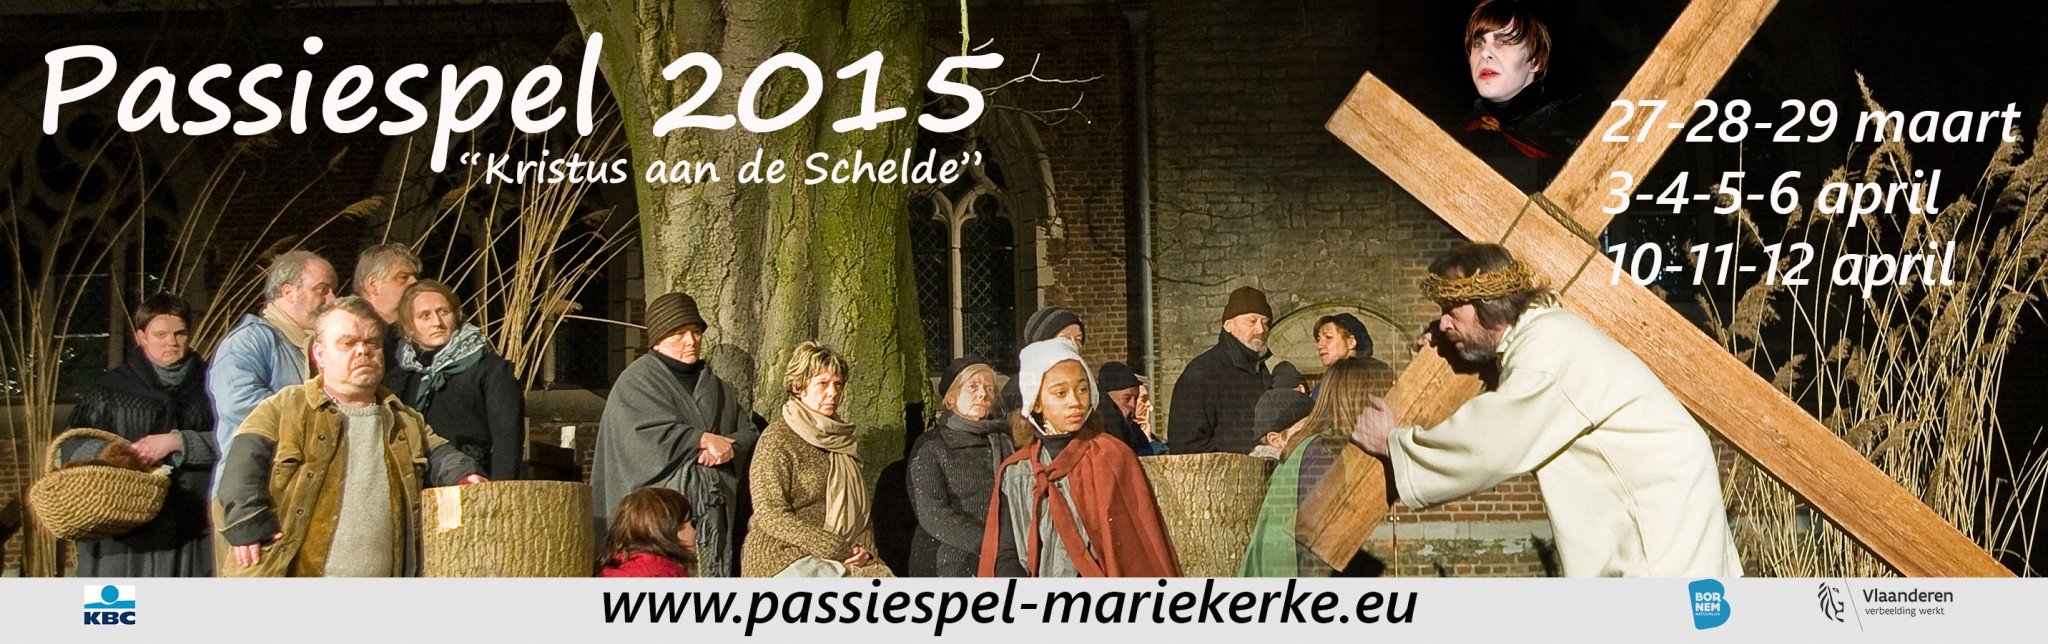 Passiespel 2015
“Kristus aan de Schelde”
27-28-29 maart
3-4-5-6 april
10-11-12 april
www.passiespel-mariekerke.eu
KBC
BOR
NEM
Vlaanderen
verbeelding werkt